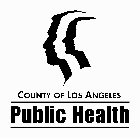 COUNTY OF LOS ANGELES
Public Health